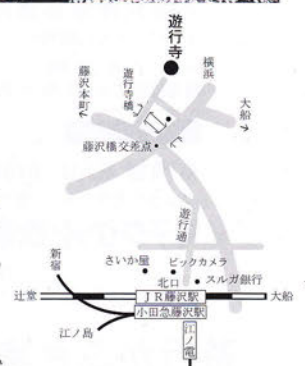 遊行寺
横浜
遊行寺橋
藤沢本町
大船
藤沢橋交差点
遊行通
新宿
さいか屋
ビックカメラ
北口
スルガ銀行
辻堂
JR藤沢駅
大船
小田急藤沢駅
江ノ島
江ノ電